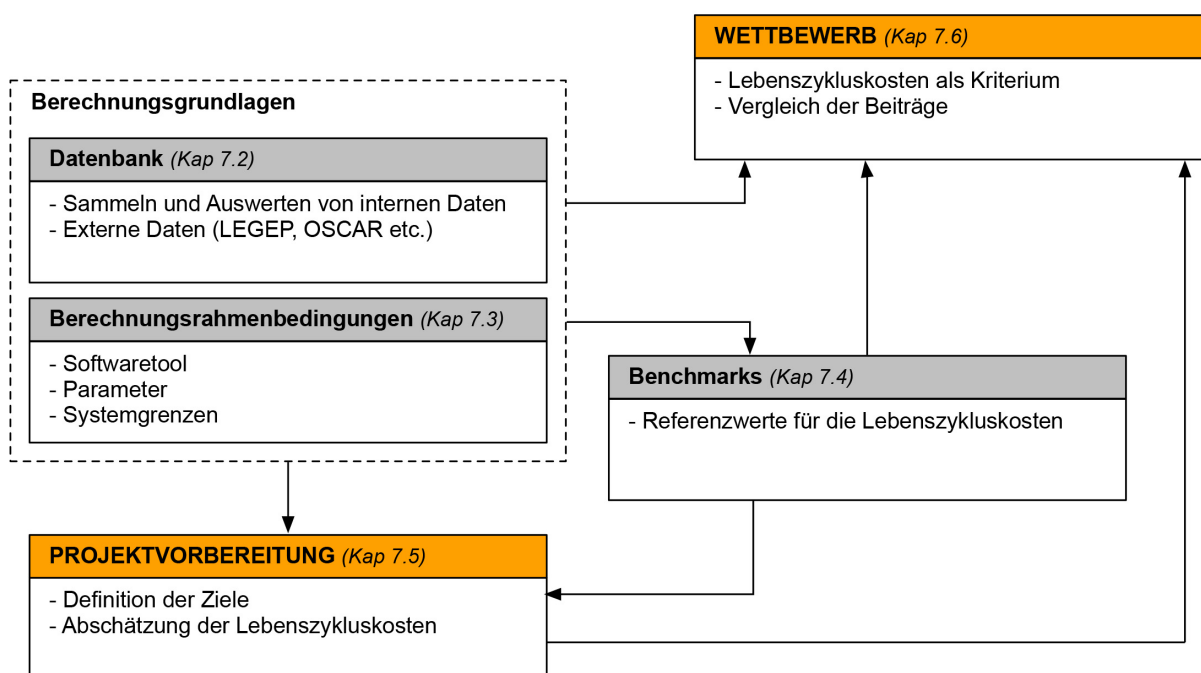 WETTBEWERB (Kap 7.6)
- Lebenszykluskosten als Kriterium
- Vergleich der Beiträge
Berechnungsgrundlagen
Datenbank (Kap 7.2)
- Sammeln und Auswerten von internen Daten
- Externe Daten (LEGEP, OSCAR etc.)
Berechnungsrahmenbedingungen (Kap 7.3)
- Softwaretool
- Parameter
- Systemgrenzen
Benchmarks (Kap 7.4)
- Referenzwerte für die Lebenszykluskosten
PROJEKTVORBEREITUNG (Kap 7.5)
- Definition der Ziele
- Abschätzung der Lebenszykluskosten